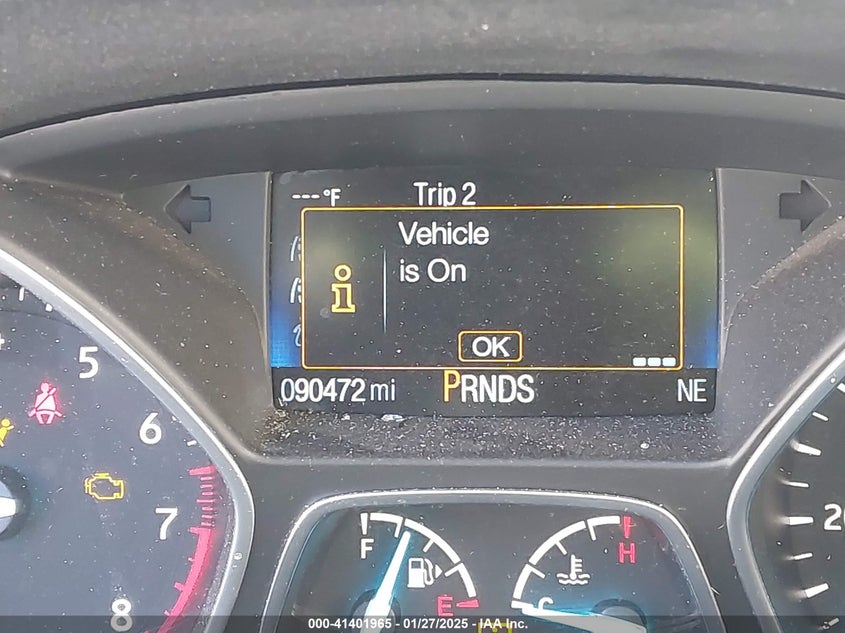 ---°F Trip 2
Vehicle
is On
OK
090472 mi PRNDS NE
5
6
7
8
F
E
H
C
20
000-41401965 - 01/27/2025 - IAA Inc.